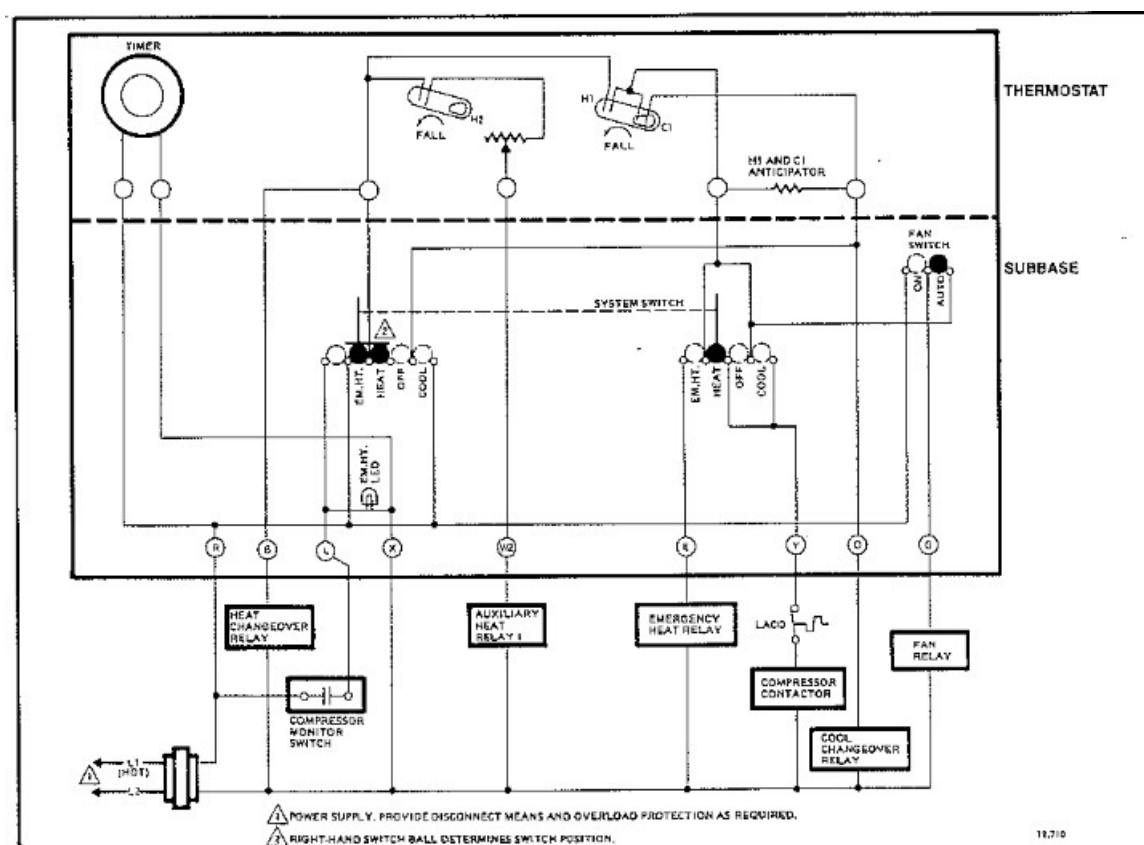 TIMER
THERMOSTAT
H1
H2
C1
FALL
FALL
H1 AND C1
ANTICIPATOR
FAN
SWITCH
SUBBASE
ON
AUTO
SYSTEM SWITCH
2
EM.HT.
HEAT
OFF
COOL
EM.HT.
HEAT
OFF
COOL
EM.HT.
LED
R
B
L
X
W2
E
Y
O
G
HEAT
CHANGEOVER
RELAY
AUXILIARY
HEAT
RELAY 1
EMERGENCY
HEAT RELAY
LACO
FAN
RELAY
COMPRESSOR
MONITOR
SWITCH
COMPRESSOR
CONTACTOR
COOL
CHANGEOVER
RELAY
L1
(HOT)
1
L2
1 POWER SUPPLY. PROVIDE DISCONNECT MEANS AND OVERLOAD PROTECTION AS REQUIRED.
2 RIGHT-HAND SWITCH BALL DETERMINES SWITCH POSITION.